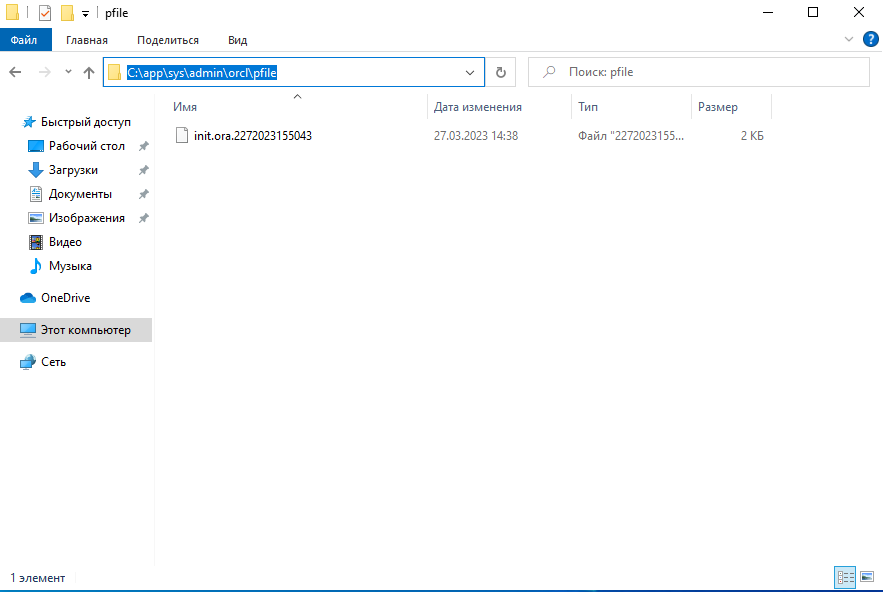 pfile
Файл Главная Поделиться Вид
C:\app\sys\admin\orcl\pfile Поиск: pfile
Имя Дата изменения Тип Размер
init.ora.2272023155043 27.03.2023 14:38 Файл "2272023155... 2 КБ
Быстрый доступ
Рабочий стол
Загрузки
Документы
Изображения
Видео
Музыка
OneDrive
Этот компьютер
Сеть
1 элемент